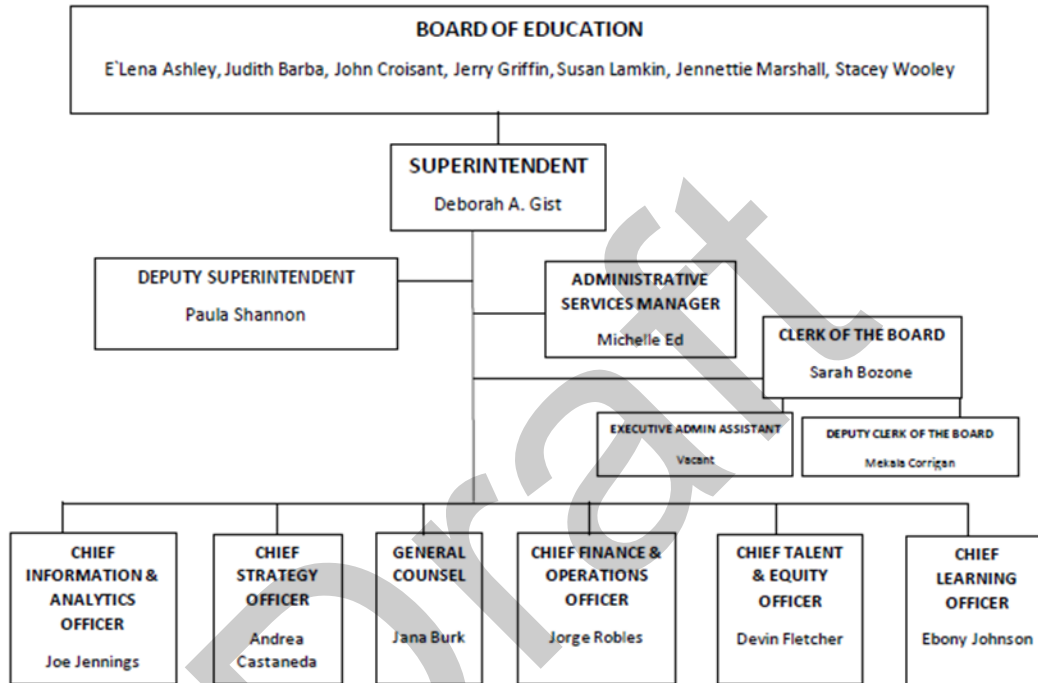 BOARD OF EDUCATION
E`Lena Ashley, Judith Barba, John Croisant, Jerry Griffin, Susan Lamkin, Jennettie Marshall, Stacey Wooley
SUPERINTENDENT
Deborah A. Gist
DEPUTY SUPERINTENDENT
Paula Shannon
ADMINISTRATIVE
SERVICES MANAGER
Michelle Ed
CLERK OF THE BOARD
Sarah Bozone
EXECUTIVE ADMIN ASSISTANT
Vacant
DEPUTY CLERK OF THE BOARD
Mekala Corrigan
CHIEF
INFORMATION &
ANALYTICS
OFFICER
Joe Jennings
CHIEF
STRATEGY
OFFICER
Andrea
Castaneda
GENERAL
COUNSEL
Jana Burk
CHIEF FINANCE &
OPERATIONS
OFFICER
Jorge Robles
CHIEF TALENT
& EQUITY
OFFICER
Devin Fletcher
CHIEF
LEARNING
OFFICER
Ebony Johnson
Draft